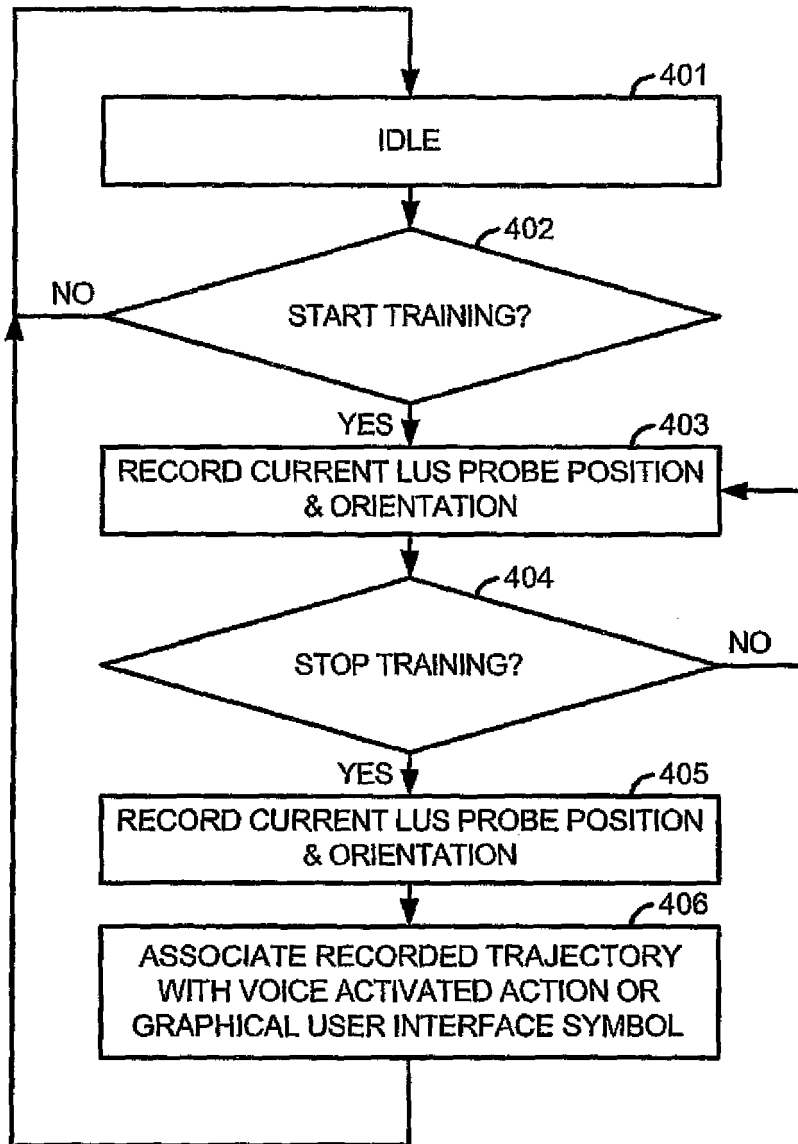 401
IDLE
402
NO
START TRAINING?
YES
403
RECORD CURRENT LUS PROBE POSITION
& ORIENTATION
404
NO
STOP TRAINING?
YES
405
RECORD CURRENT LUS PROBE POSITION
& ORIENTATION
406
ASSOCIATE RECORDED TRAJECTORY
WITH VOICE ACTIVATED ACTION OR
GRAPHICAL USER INTERFACE SYMBOL